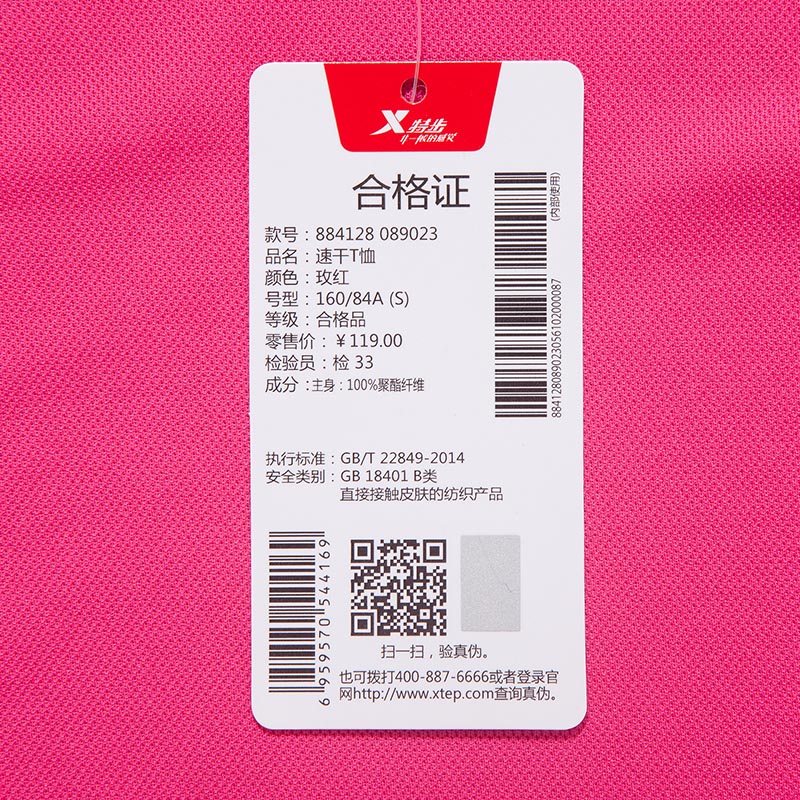 X 特步
非一般的感觉
合格证
款号：884128 089023
品名：速干T恤
颜色：玫红
号型：160/84A (S)
等级：合格品
零售价：￥119.00
检验员：检 33
成分：主身：100%聚酯纤维
(内部使用)
8841280890230561020000087
执行标准：GB/T 22849-2014
安全类别：GB 18401 B类
直接接触皮肤的纺织产品
6 959570 544169
扫一扫，验真伪。
也可拨打400-887-6666或者登录官
网http://www.xtep.com查询真伪。